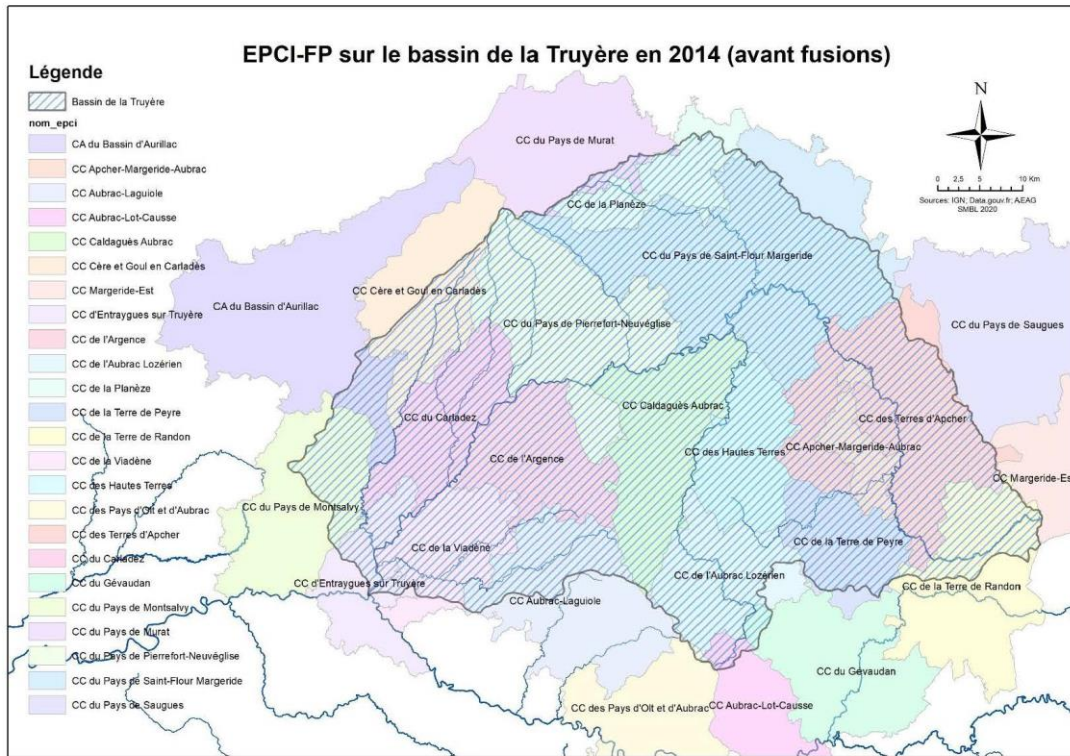 EPCI-FP sur le bassin de la Truyère en 2014 (avant fusions)
Légende
Bassin de la Truyère
nom_epci
CA du Bassin d'Aurillac
CC Apcher-Margeride-Aubrac
CC Aubrac-Laguiole
CC Aubrac-Lot-Causse
CC Caldaguès Aubrac
CC Cère et Goul en Carladès
CC Margeride-Est
CC d'Entraygues sur Truyère
CC de l'Argence
CC de l'Aubrac Lozérien
CC de la Planèze
CC de la Terre de Peyre
CC de la Terre de Randon
CC de la Viadène
CC des Hautes Terres
CC des Pays d'Olt et d'Aubrac
CC des Terres d'Apcher
CC du Carladez
CC du Gévaudan
CC du Pays de Montsalvy
CC du Pays de Murat
CC du Pays de Pierrefort-Neuvéglise
CC du Pays de Saint-Flour Margeride
CC du Pays de Saugues
N
0 2,5 5 10 Km
Sources: IGN; Data.gouv.fr; AEAG
SMBL 2020
CC du Pays de Murat
CC de la Planèze
CC du Pays de Saint-Flour Margeride
CC Cère et Goul en Carladès
CA du Bassin d'Aurillac
CC du Pays de Saugues
CC du Pays de Pierrefort-Neuvéglise
CC Caldaguès Aubrac
CC du Carladez
CC des Terres d'Apcher
CC Apcher-Margeride-Aubrac
CC de l'Argence
CC des Hautes Terres
CC Margeride-Est
CC du Pays de Montsalvy
CC de la Terre de Peyre
CC de la Viadène
CC de l'Aubrac Lozérien
CC d'Entraygues sur Truyère
CC de la Terre de Randon
CC Aubrac-Laguiole
CC du Gévaudan
CC des Pays d'Olt et d'Aubrac
CC Aubrac-Lot-Causse